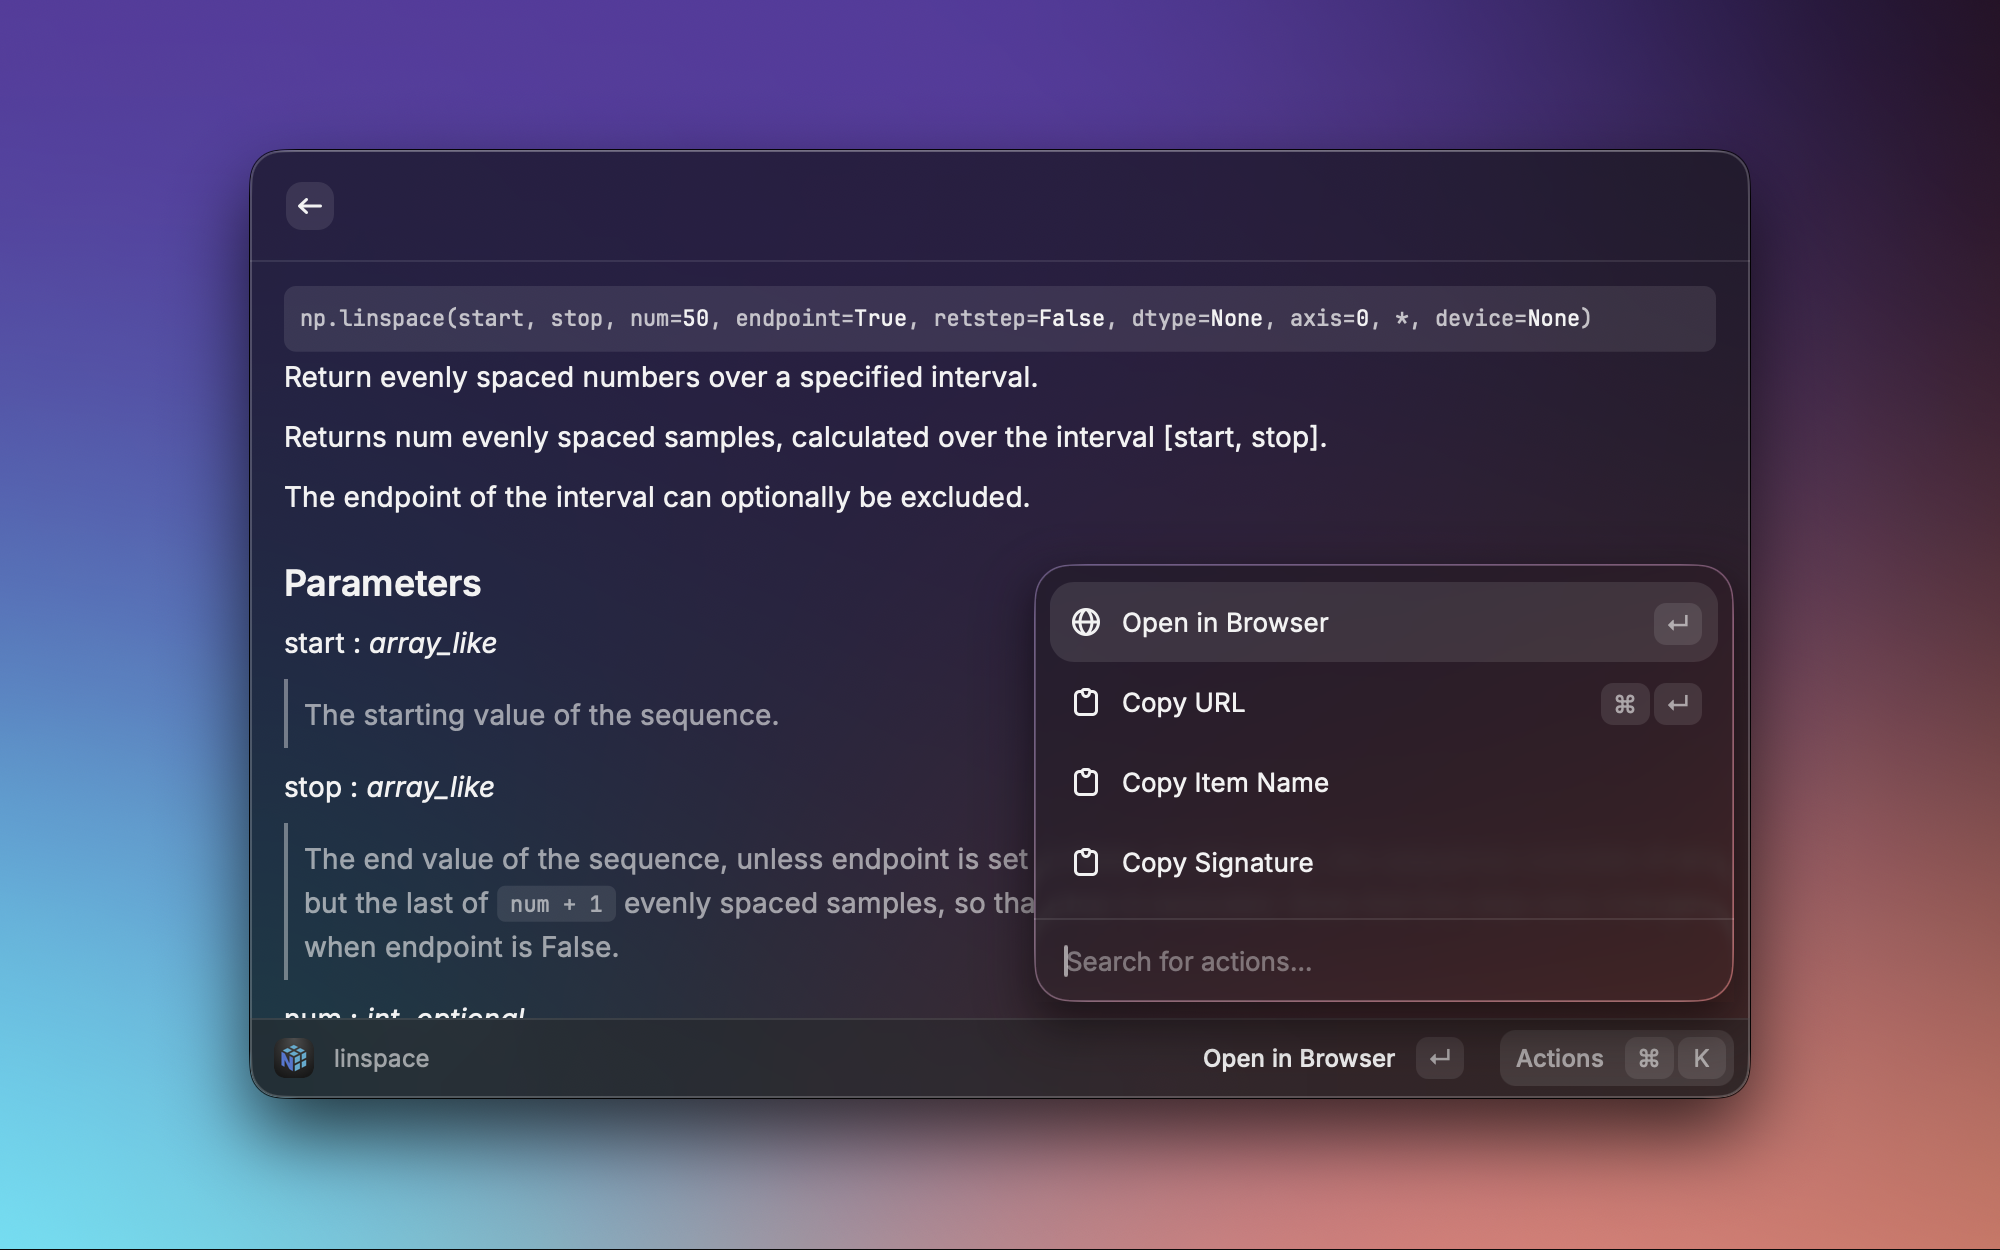 np.linspace(start, stop, num=50, endpoint=True, retstep=False, dtype=None, axis=0, *, device=None)
Return evenly spaced numbers over a specified interval.
Returns num evenly spaced samples, calculated over the interval [start, stop].
The endpoint of the interval can optionally be excluded.
Parameters
start : array_like
The starting value of the sequence.
stop : array_like
The end value of the sequence, unless endpoint is set
but the last of num + 1 evenly spaced samples, so tha
when endpoint is False.
num : int, optional
Open in Browser
Copy URL ⌘
Copy Item Name
Copy Signature
Search for actions...
linspace
Open in Browser
Actions ⌘ K